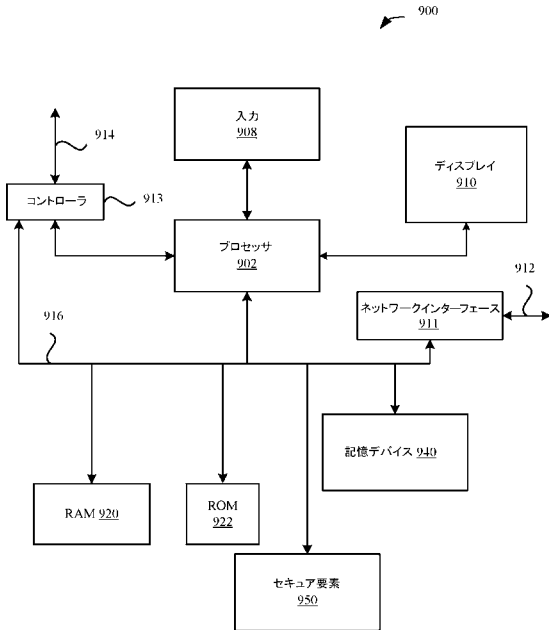 900
入力
908
914
ディスプレイ
910
コントローラ
913
プロセッサ
902
912
ネットワークインターフェース
911
916
記憶デバイス 940
RAM 920
ROM
922
セキュア要素
950